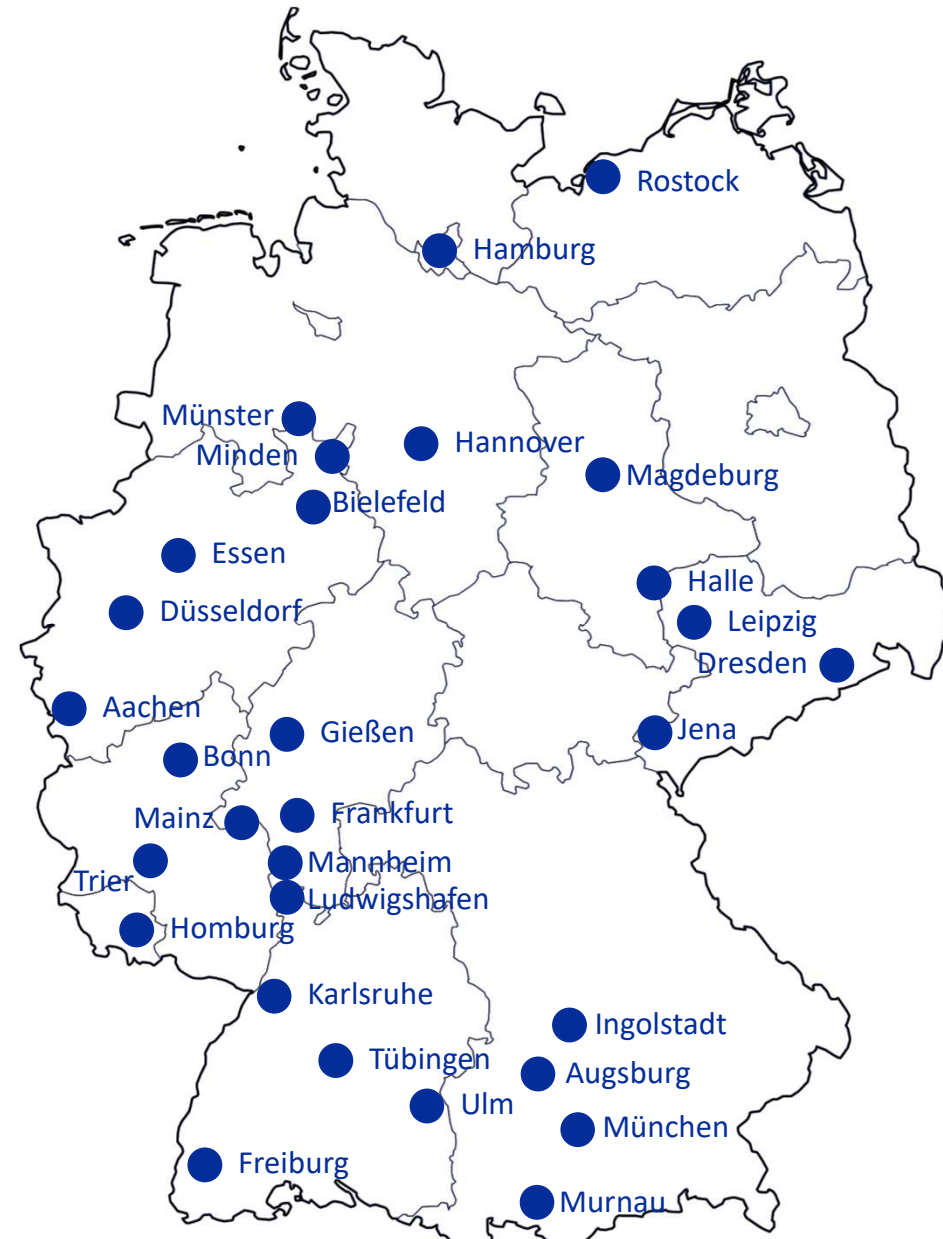 Rostock
Hamburg
Münster
Hannover
Minden
Magdeburg
Bielefeld
Essen
Halle
Düsseldorf
Leipzig
Dresden
Aachen
Gießen
Jena
Bonn
Frankfurt
Mainz
Mannheim
Trier
Ludwigshafen
Homburg
Karlsruhe
Ingolstadt
Tübingen
Augsburg
Ulm
München
Freiburg
Murnau